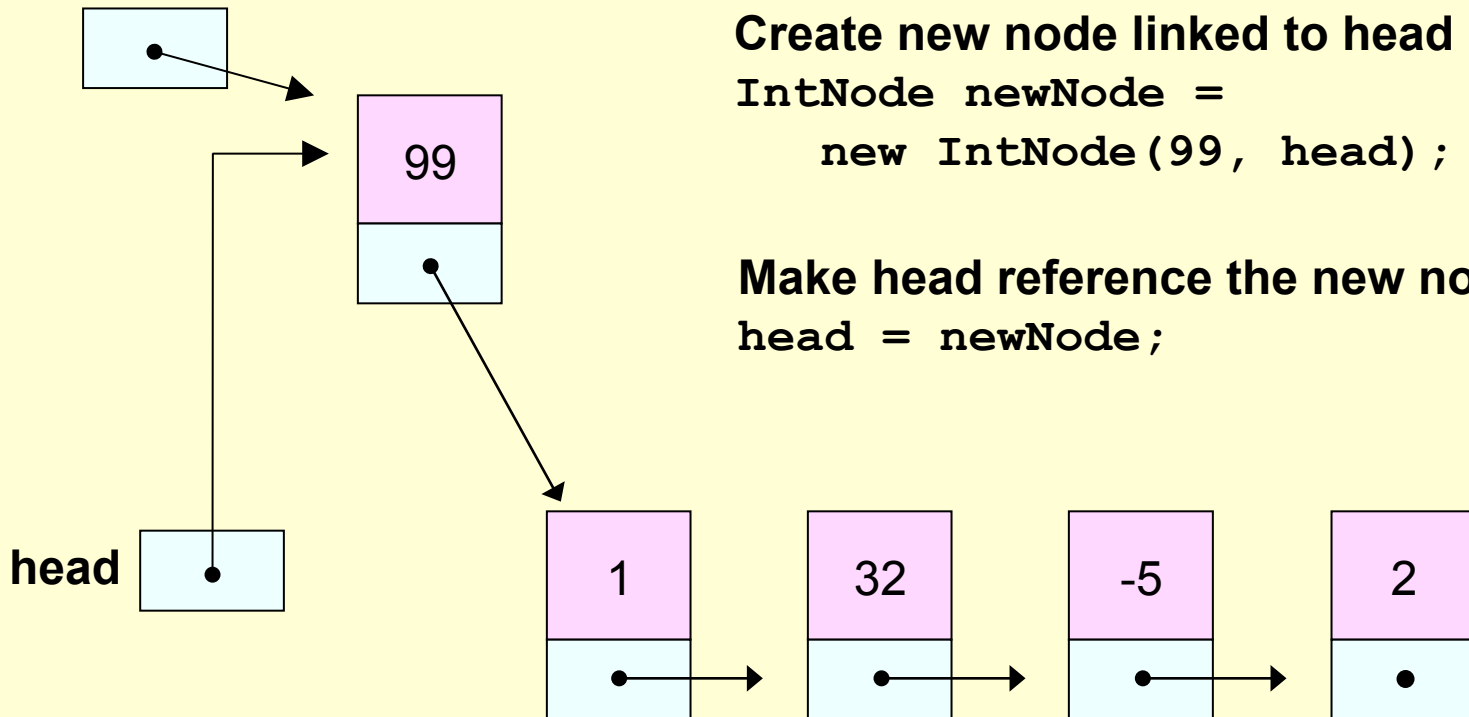 Create new node linked to head
IntNode newNode =
new IntNode(99, head);
99
Make head reference the new
head = newNode;
head
1
32
-5
2